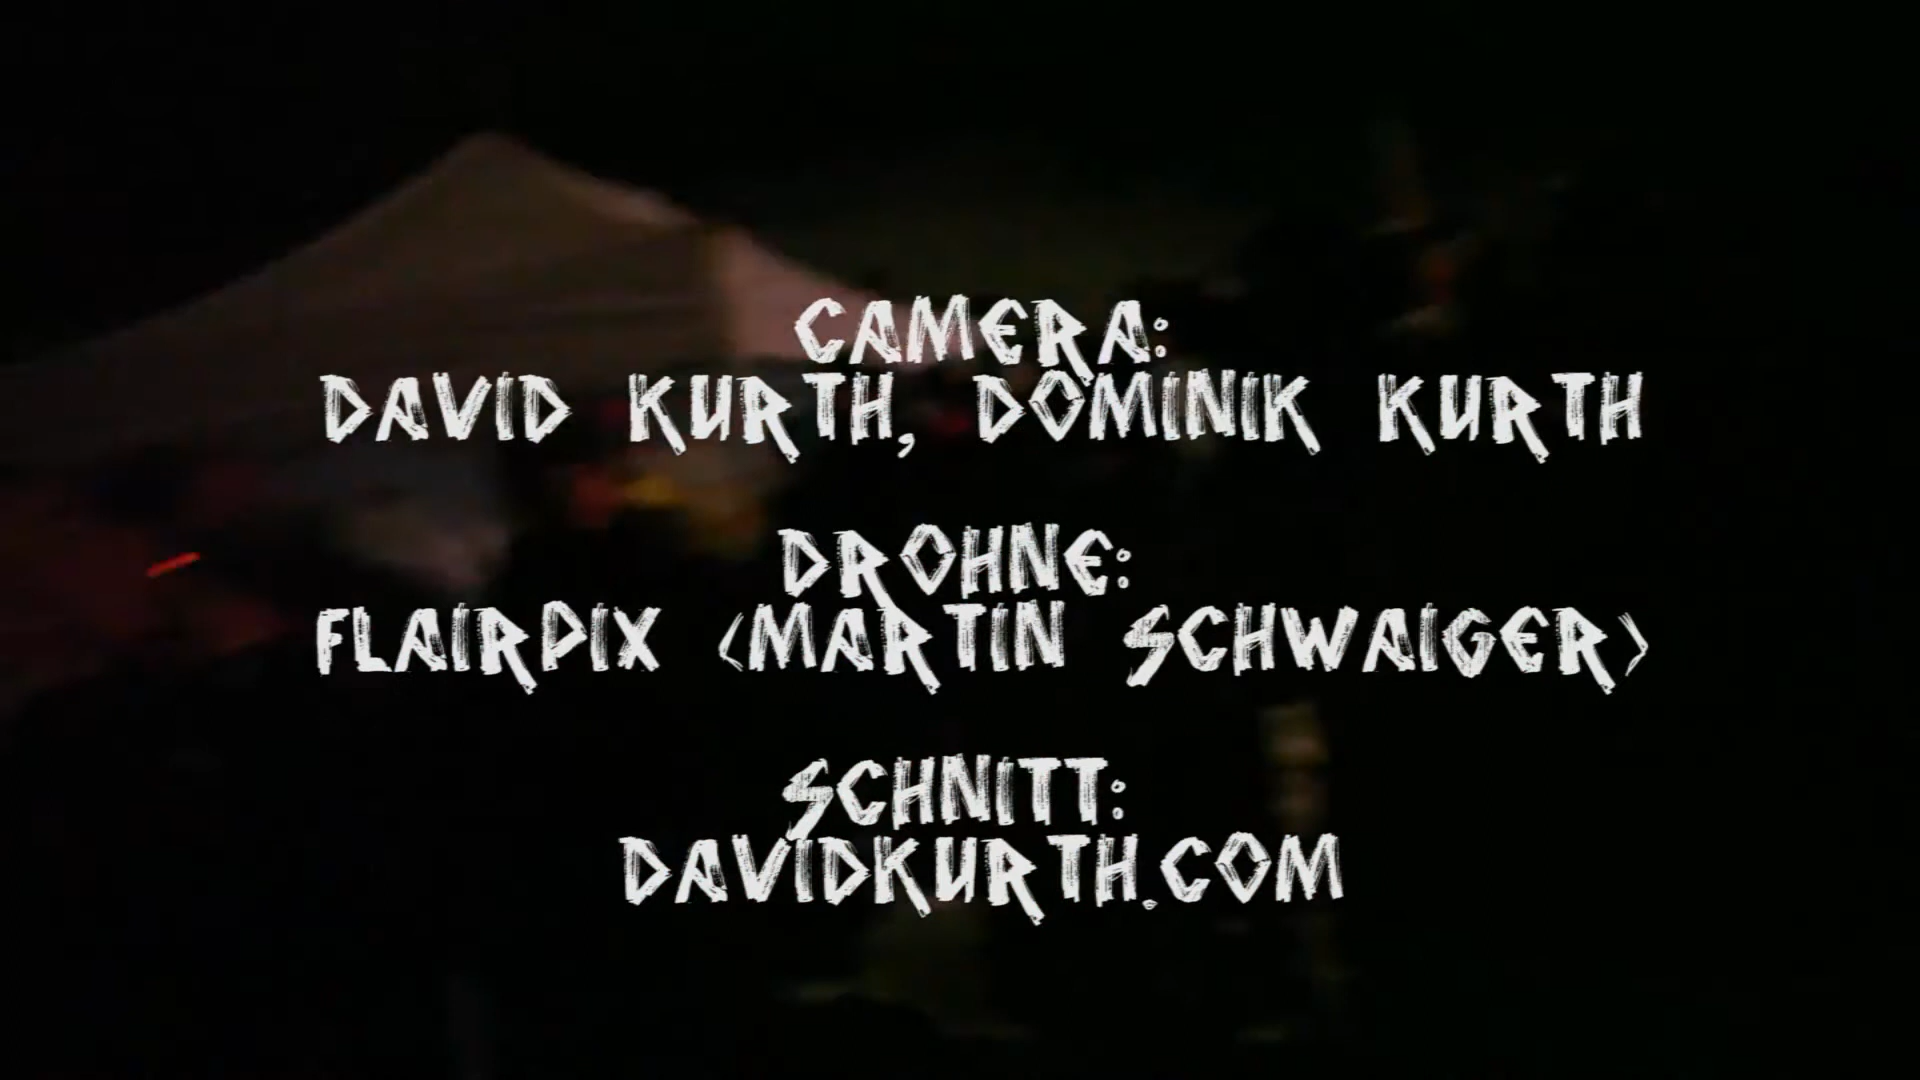 CAMERA:
DAVID KURTH, DOMINIK KURTH
DROHNE:
FLAIRPIX (MARTIN SCHWAIGER)
SCHNITT:
DAVIDKURTH.COM